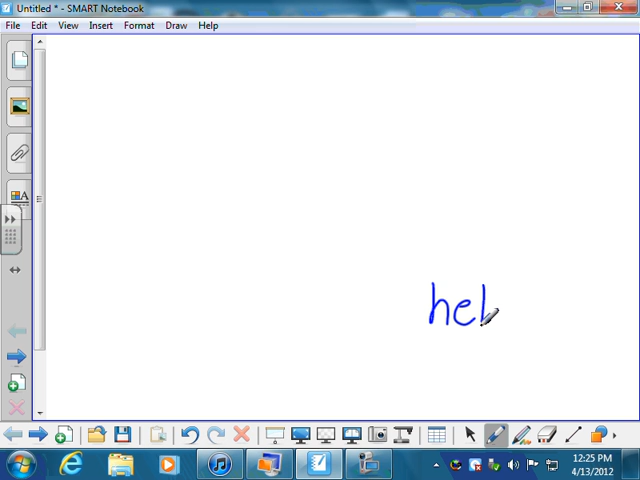 Untitled * - SMART Notebook
File Edit View Insert Format Draw Help
hel
12:25 PM
4/13/2012